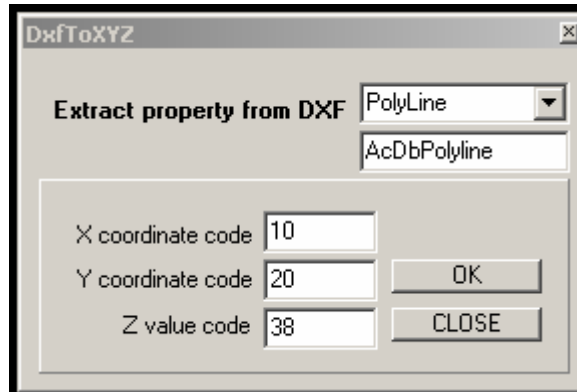 DxfToXYZ
Extract property from DXF PolyLine
AcDbPolyline
X coordinate code 10
Y coordinate code 20 OK
Z value code 38 CLOSE